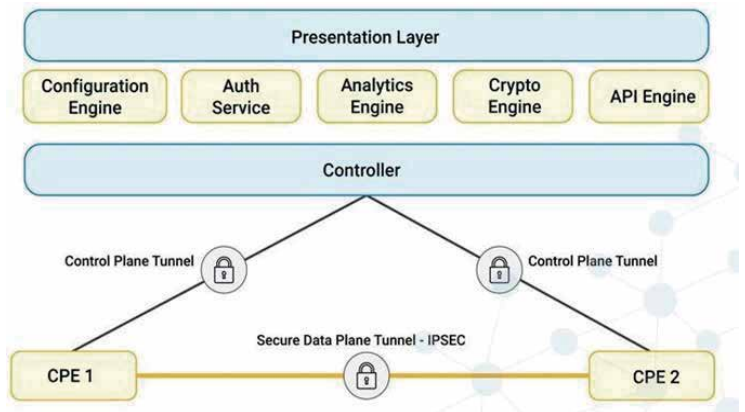 Presentation Layer
Configuration
Engine
Auth
Service
Analytics
Engine
Crypto
Engine
API Engine
Controller
Control Plane Tunnel
Control Plane Tunnel
Secure Data Plane Tunnel - IPSEC
CPE 1
CPE 2